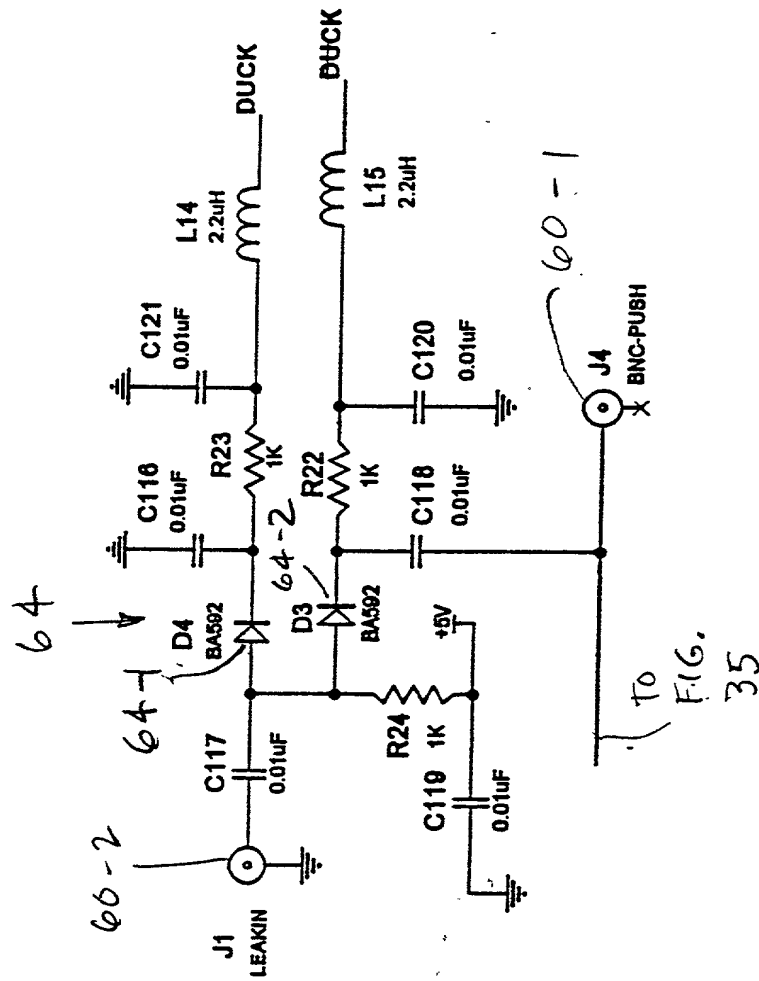 64
60-2
64-1
C121
0.01uF
C116
0.01uF
L14
2.2uH
D4
BA592
R23
1K
DUCK
C117
0.01uF
J1
LEAKIN
64-2
D3
BA592
R22
1K
L15
2.2uH
DUCK
R24
1K
+5V
C118
0.01uF
C120
0.01uF
C119
0.01uF
60-1
J4
BNC-PUSH
TO
FIG.
35